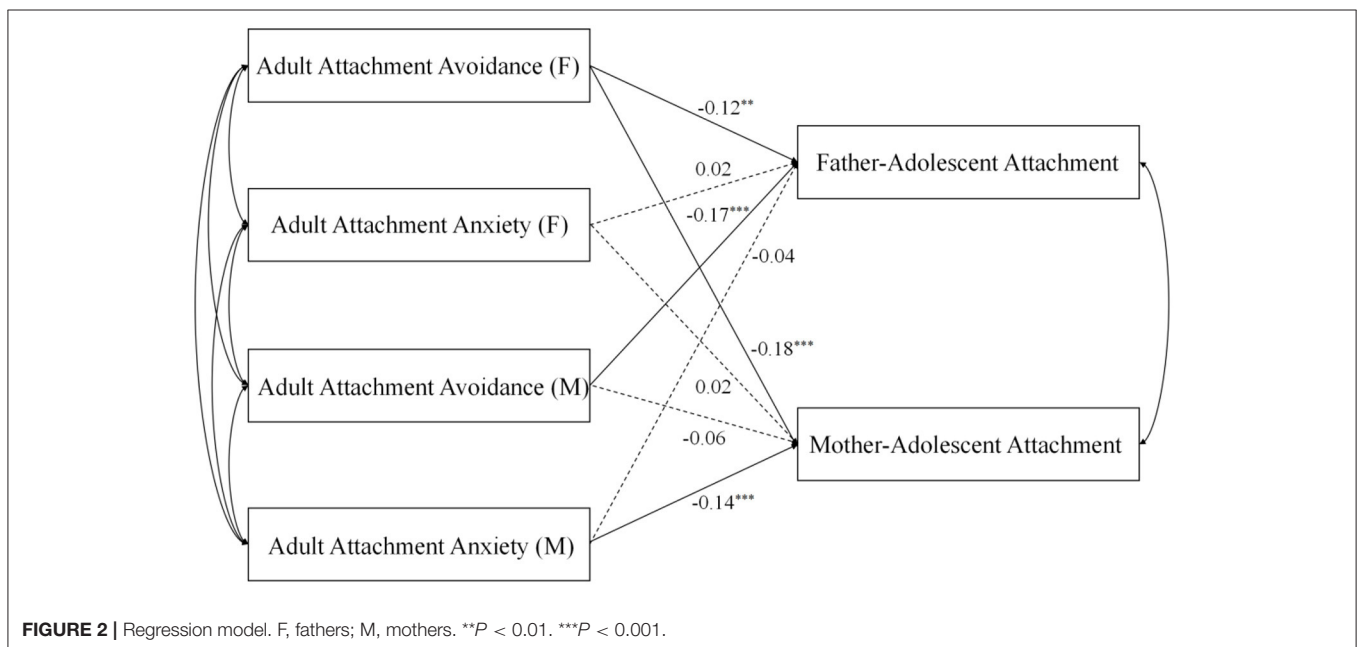 Adult Attachment Avoidance (F)
-0.12**
Father-Adolescent Attachment
0.02
Adult Attachment Anxiety (F)
-0.17***
-0.04
-0.18***
Adult Attachment Avoidance (M)
0.02
-0.06
Mother-Adolescent Attachment
-0.14***
Adult Attachment Anxiety (M)
FIGURE 2 | Regression model. F, fathers; M, mothers. **P < 0.01. ***P < 0.001.